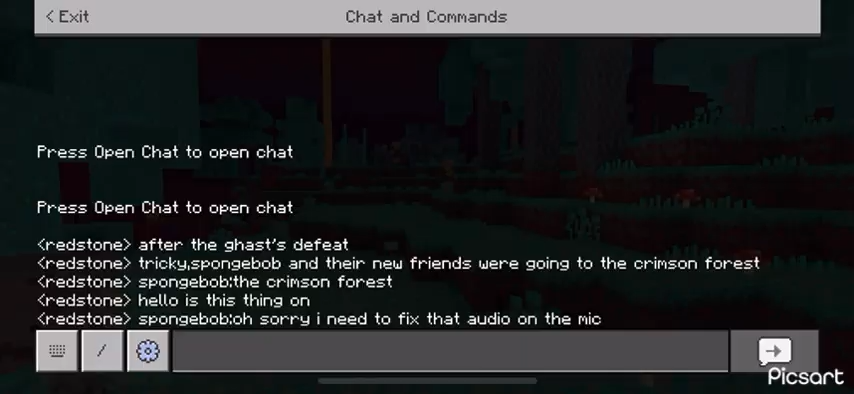 < Exit
Chat and Commands
Press Open Chat to open chat
Press Open Chat to open chat
<redstone> after the ghast's defeat
<redstone> tricky,spongebob and their new friends were going to the crimson forest
<redstone> spongebob:the crimson forest
<redstone> hello is this thing on
<redstone> spongebob:oh sorry i need to fix that audio on the mic
/
Picsart